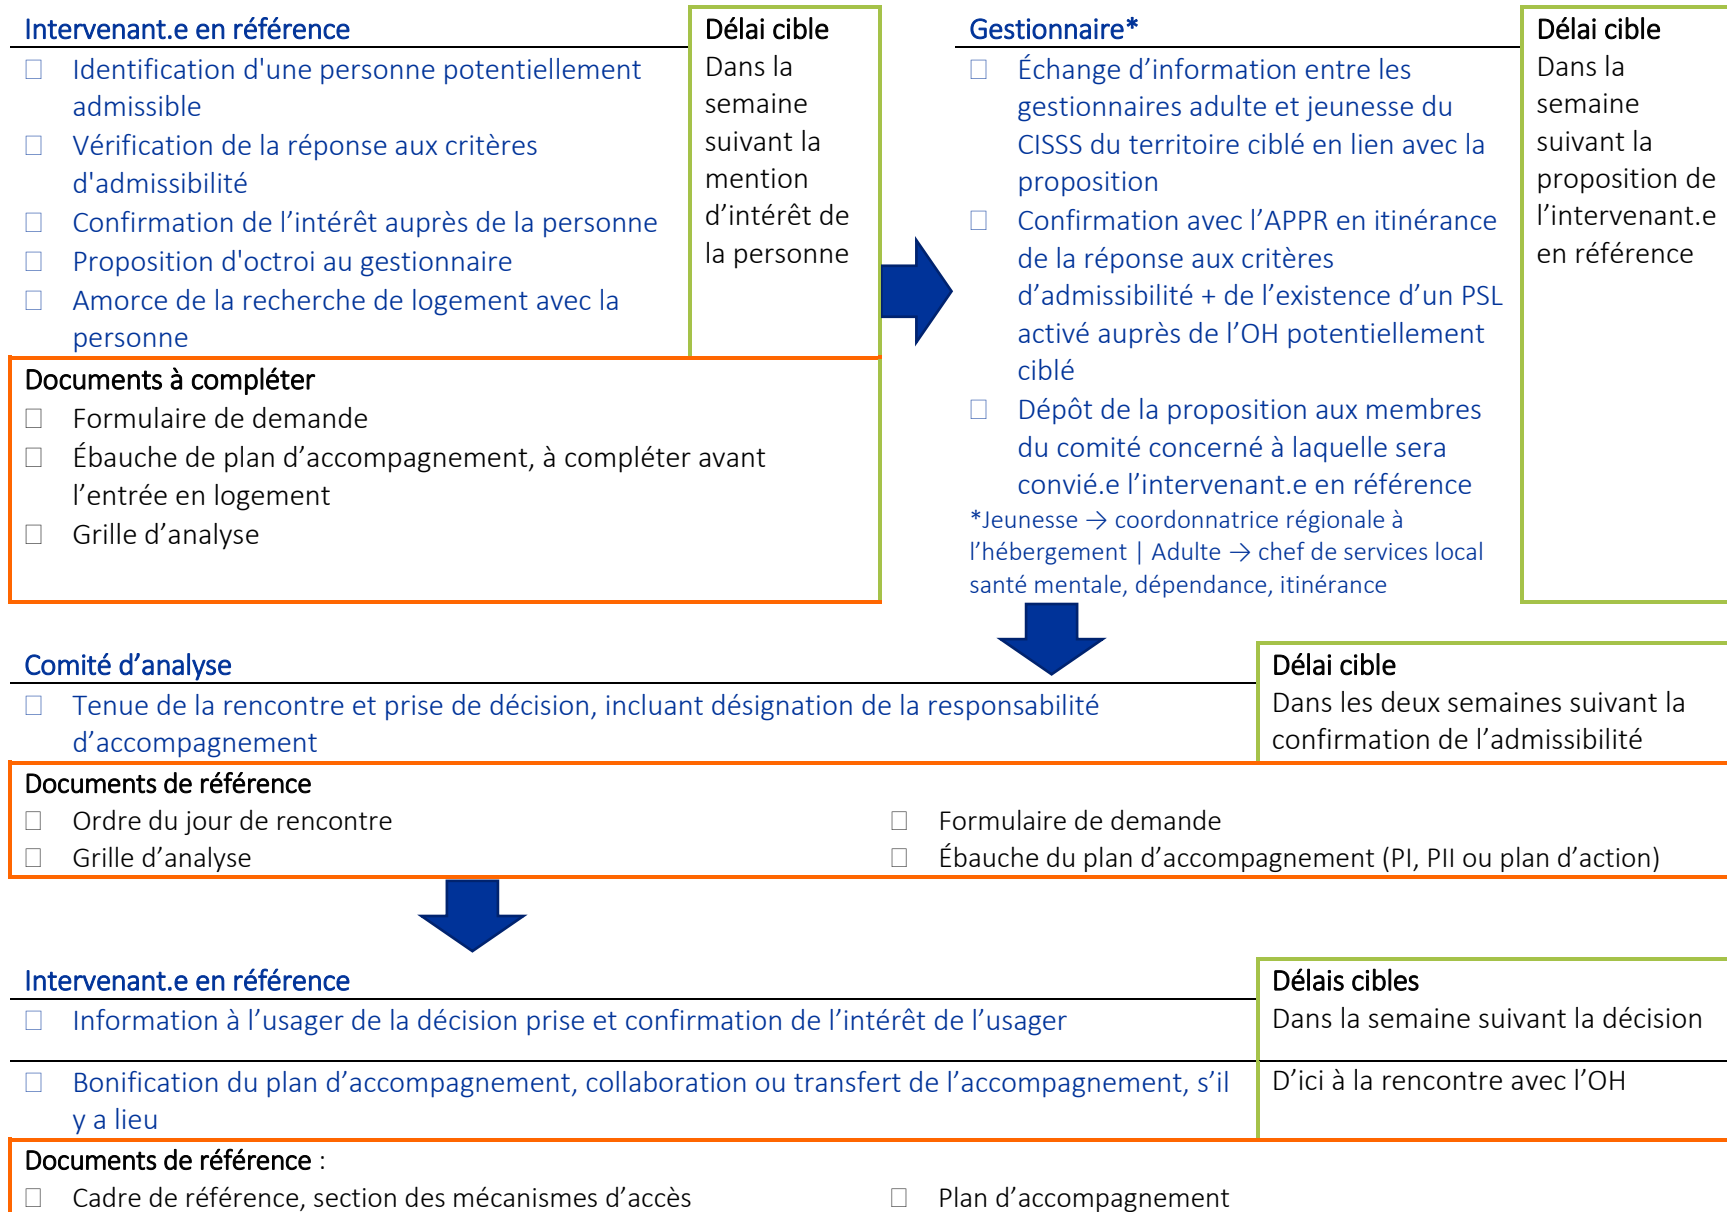 Intervenant.e en référence
☐ Identification d'une personne potentiellement
admissible
☐ Vérification de la réponse aux critères
d'admissibilité
☐ Confirmation de l’intérêt auprès de la personne
☐ Proposition d'octroi au gestionnaire
☐ Amorce de la recherche de logement avec la
personne
Délai cible
Dans la
semaine
suivant la
mention
d’intérêt de
la personne
Documents à compléter
☐ Formulaire de demande
☐ Ébauche de plan d’accompagnement, à compléter avant
l’entrée en logement
☐ Grille d’analyse
Gestionnaire*
☐ Échange d’information entre les
gestionnaires adulte et jeunesse du
CISSS du territoire ciblé en lien avec la
proposition
☐ Confirmation avec l’APPR en itinérance
de la réponse aux critères
d’admissibilité + de l’existence d’un PSL
activé auprès de l’OH potentiellement
ciblé
☐ Dépôt de la proposition aux membres
du comité concerné à laquelle sera
convié.e l’intervenant.e en référence
*Jeunesse → coordonnatrice régionale à
l’hébergement | Adulte → chef de services local
santé mentale, dépendance, itinérance
Délai cible
Dans la
semaine
suivant la
proposition de
l’intervenant.e
en référence
Comité d’analyse
☐ Tenue de la rencontre et prise de décision, incluant désignation de la responsabilité
d’accompagnement
Délai cible
Dans les deux semaines suivant la
confirmation de l’admissibilité
Documents de référence
☐ Ordre du jour de rencontre
☐ Grille d’analyse
☐ Formulaire de demande
☐ Ébauche du plan d’accompagnement (PI, PII ou plan d’action)
Intervenant.e en référence
☐ Information à l’usager de la décision prise et confirmation de l’intérêt de l’usager
Délais cibles
Dans la semaine suivant la décision
☐ Bonification du plan d’accompagnement, collaboration ou transfert de l’accompagnement, s’il
y a lieu
D’ici à la rencontre avec l’OH
Documents de référence :
☐ Cadre de référence, section des mécanismes d’accès
☐ Plan d’accompagnement